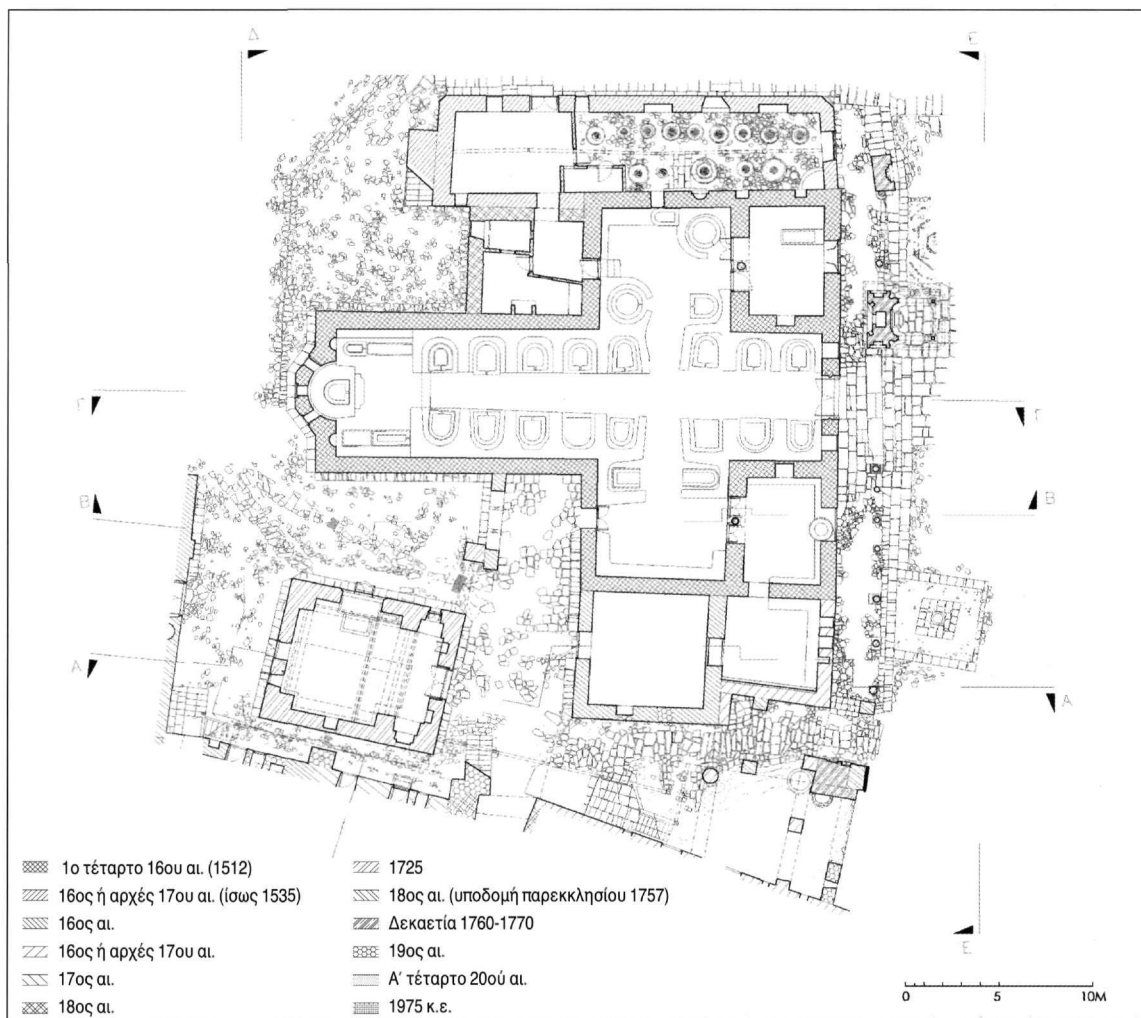 Δ
Ε
Γ
Γ
Β
Β
Α
Α
Ε
1ο τέταρτο 16ου αι. (1512)
16ος ή αρχές 17ου αι. (ίσως 1535)
16ος αι.
16ος ή αρχές 17ου αι.
17ος αι.
18ος αι.
1725
18ος αι. (υποδομή παρεκκλησίου 1757)
Δεκαετία 1760-1770
19ος αι.
Α΄ τέταρτο 20ού αι.
1975 κ.ε.
0 5 10Μ